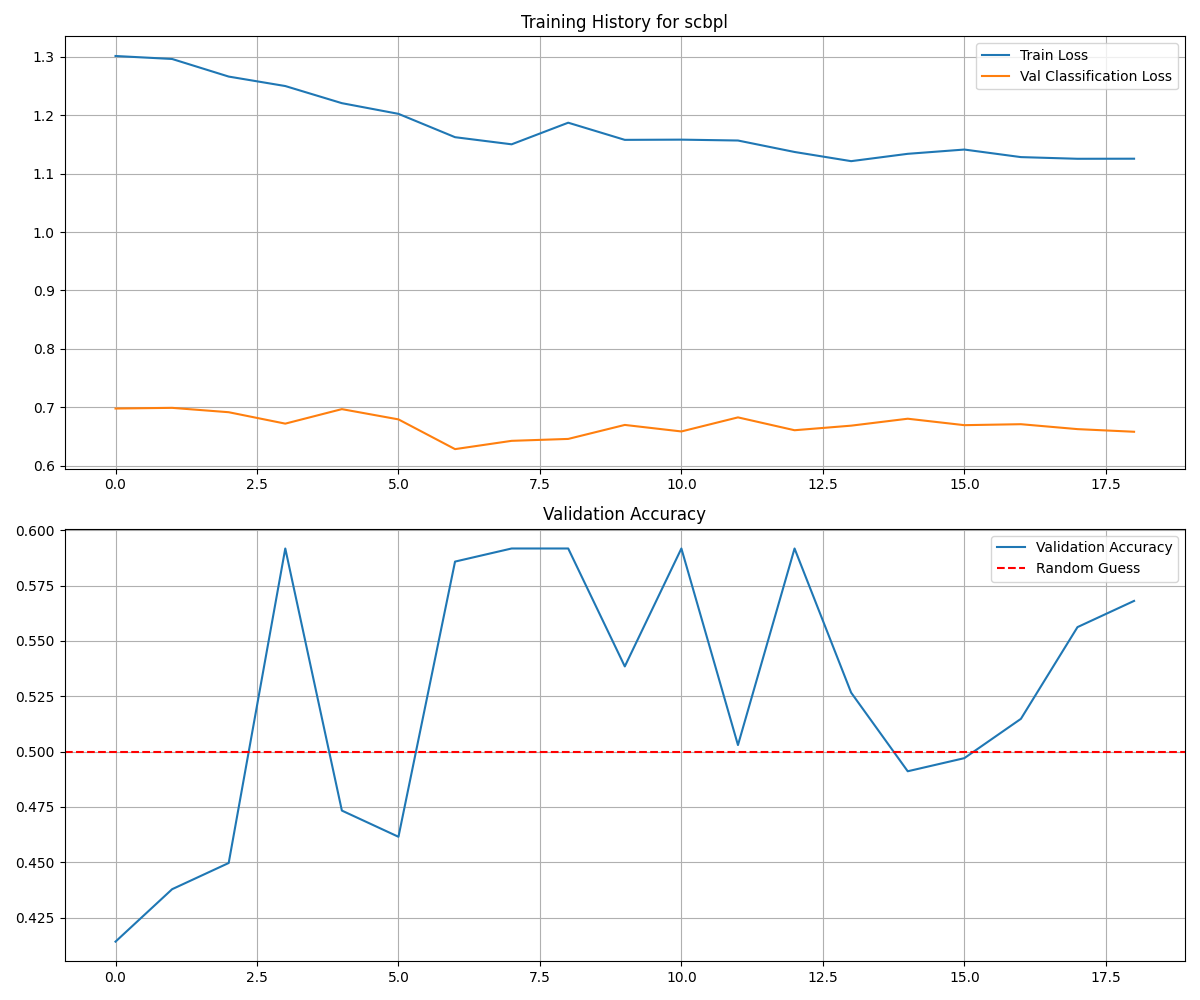 Training History for scbpl
1.3
1.2
1.1
1.0
0.9
0.8
0.7
0.6
Train Loss
Val Classification Loss
0.0 2.5 5.0 7.5 10.0 12.5 15.0 17.5
Validation Accuracy
0.600
0.575
0.550
0.525
0.500
0.475
0.450
0.425
Validation Accuracy
Random Guess
0.0 2.5 5.0 7.5 10.0 12.5 15.0 17.5